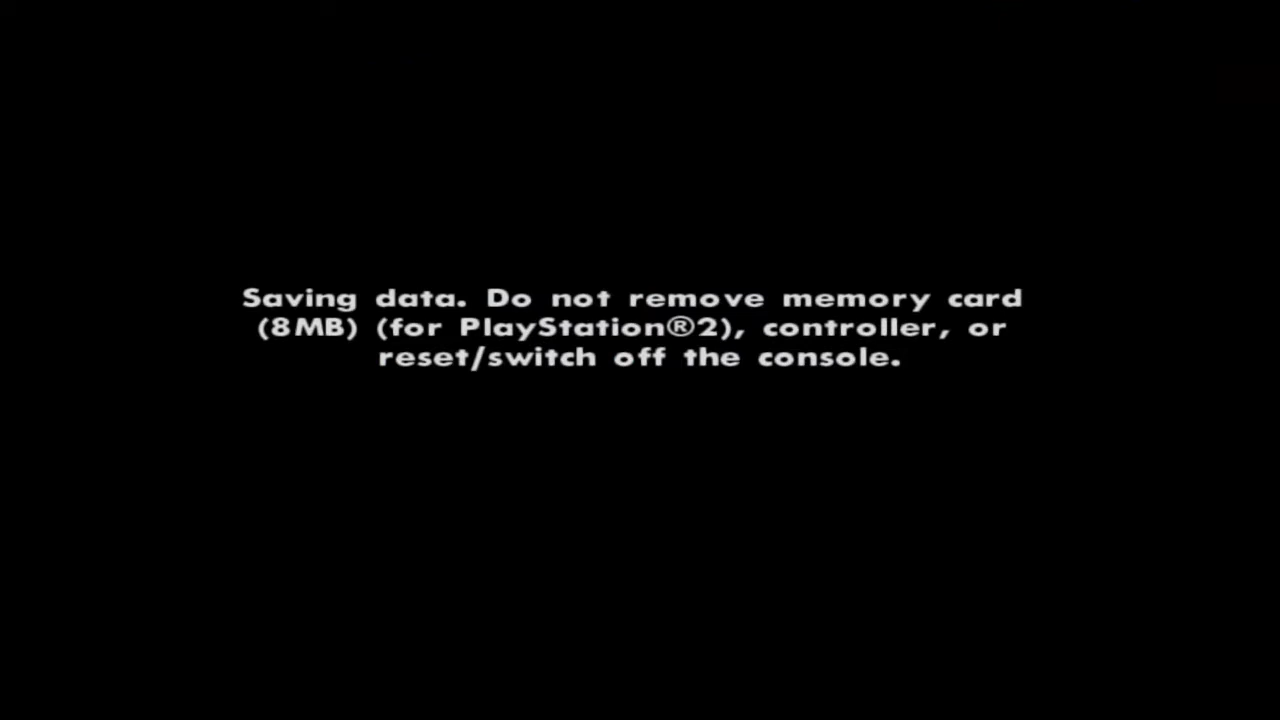 Saving data. Do not remove memory card
(8MB) (for PlayStation®2), controller, or
reset/switch off the console.